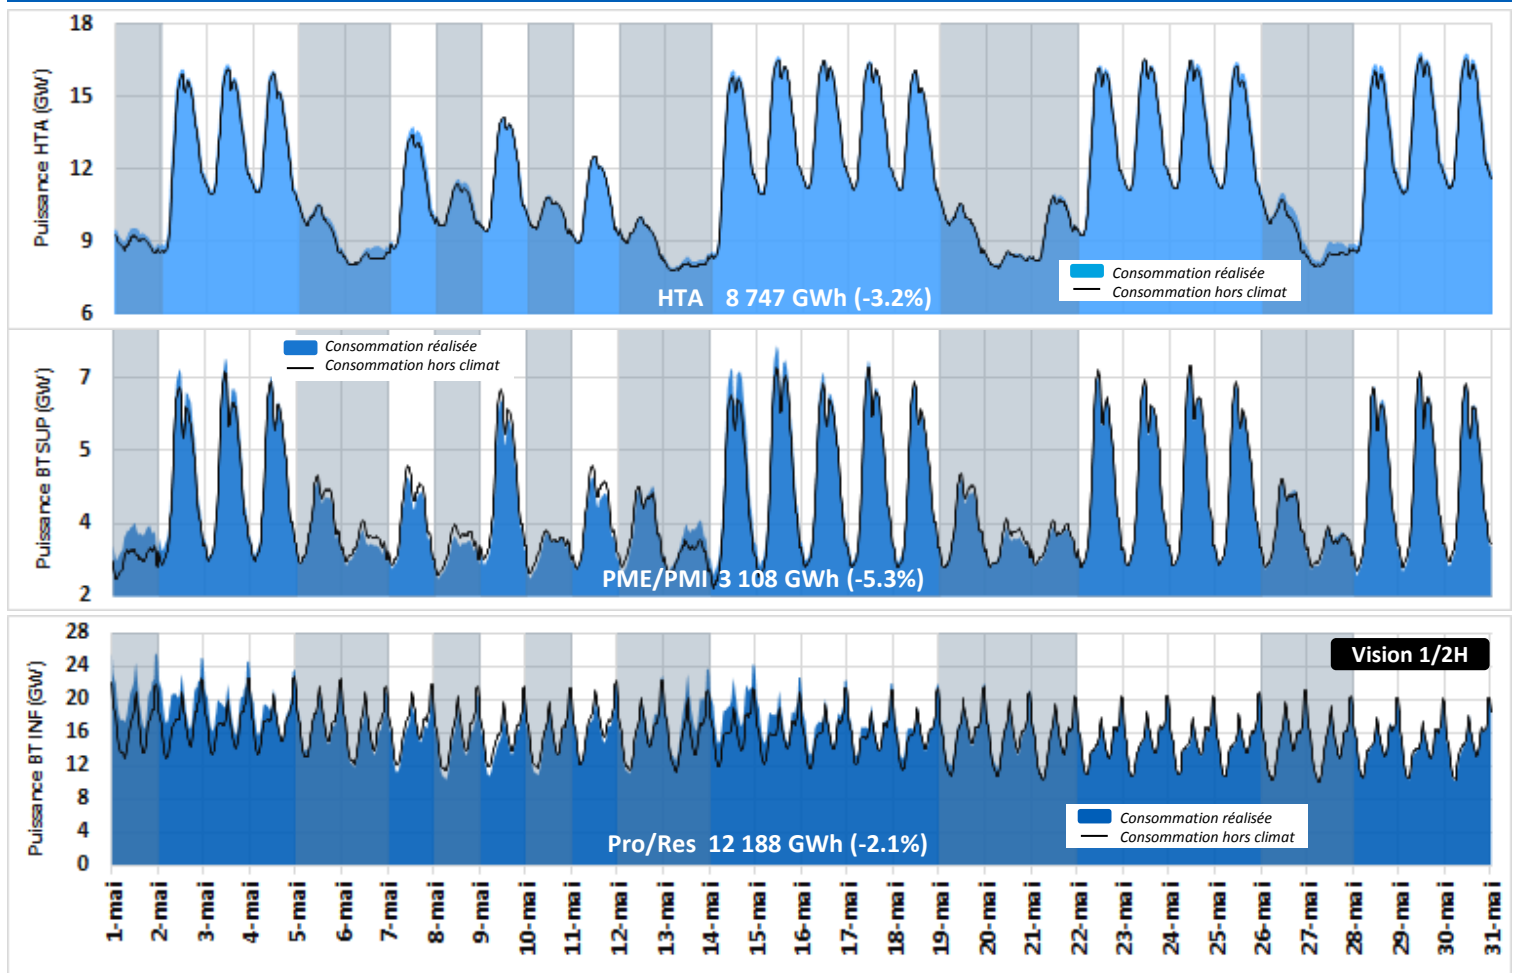 18
15
12
9
6
Puissance HTA (GW)
Consommation réalisée
Consommation hors climat
HTA 8 747 GWh (-3.2%)
Consommation réalisée
Consommation hors climat
7
5
4
2
Puissance BT SUP (GW)
PME/PMI 3 108 GWh (-5.3%)
28
24
20
16
12
8
4
0
Puissance BT INF (GW)
Vision 1/2H
Consommation réalisée
Consommation hors climat
Pro/Res 12 188 GWh (-2.1%)
1-mai
2-mai
3-mai
4-mai
5-mai
6-mai
7-mai
8-mai
9-mai
10-mai
11-mai
12-mai
13-mai
14-mai
15-mai
16-mai
17-mai
18-mai
19-mai
20-mai
21-mai
22-mai
23-mai
24-mai
25-mai
26-mai
27-mai
28-mai
29-mai
30-mai
31-mai